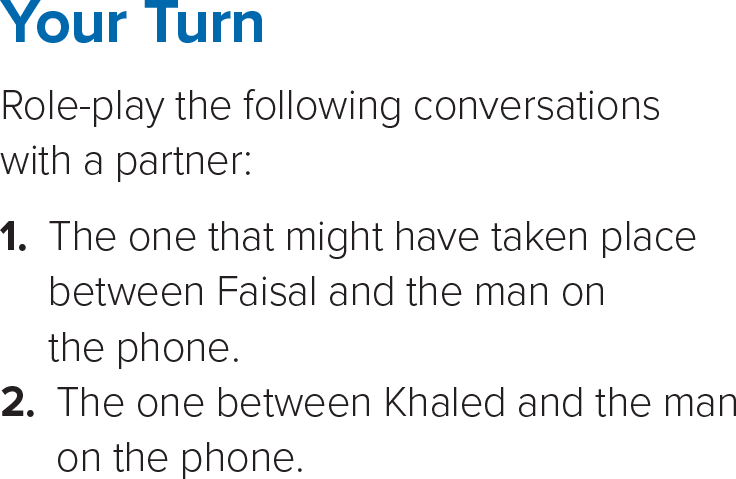 Your Turn
Role-play the following conversations
with a partner:
1. The one that might have taken place
between Faisal and the man on
the phone.
2. The one between Khaled and the man
on the phone.